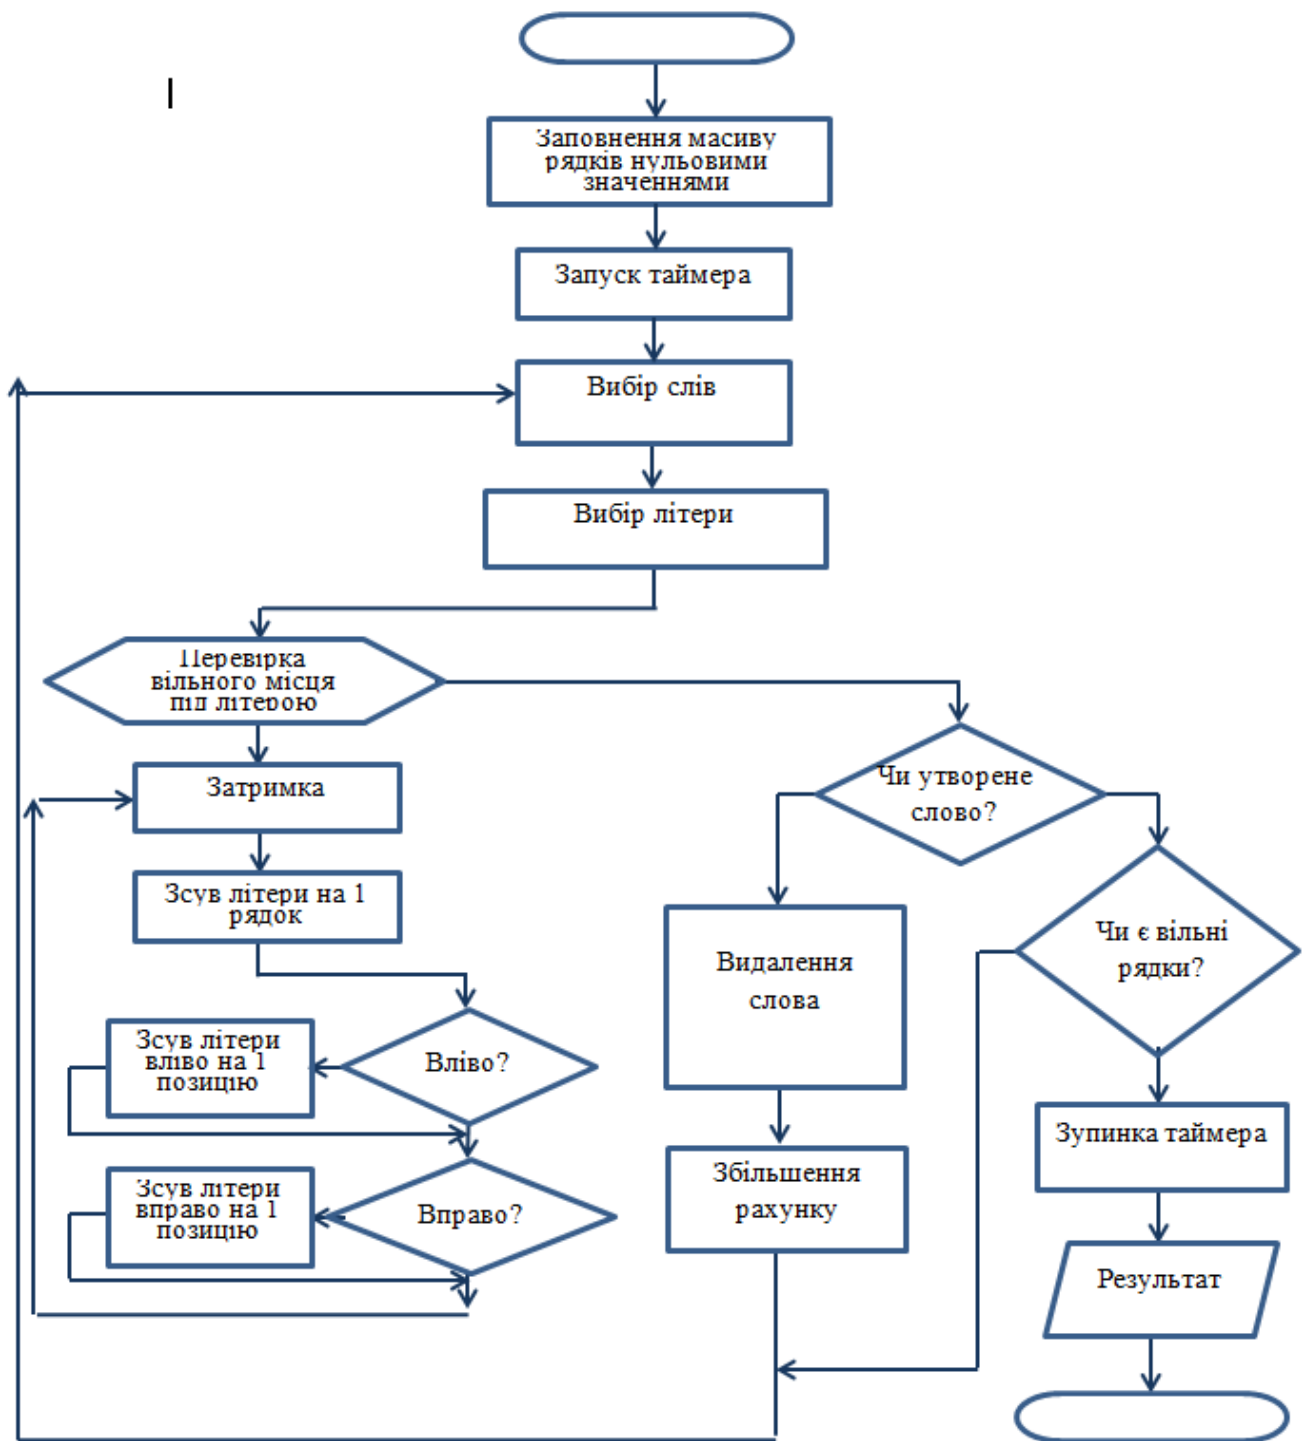 Заповнення масиву
рядків нульовими
значеннями
Запуск таймера
Вибір слів
Вибір літери
Перевірка
вільного місця
під літерою
Затримка
Зсув літери на 1
рядок
Вліво?
Зсув літери
вліво на 1
позицію
Вправо?
Зсув літери
вправо на 1
позицію
Чи утворене
слово?
Видалення
слова
Збільшення
рахунку
Чи є вільні
рядки?
Зупинка таймера
Результат